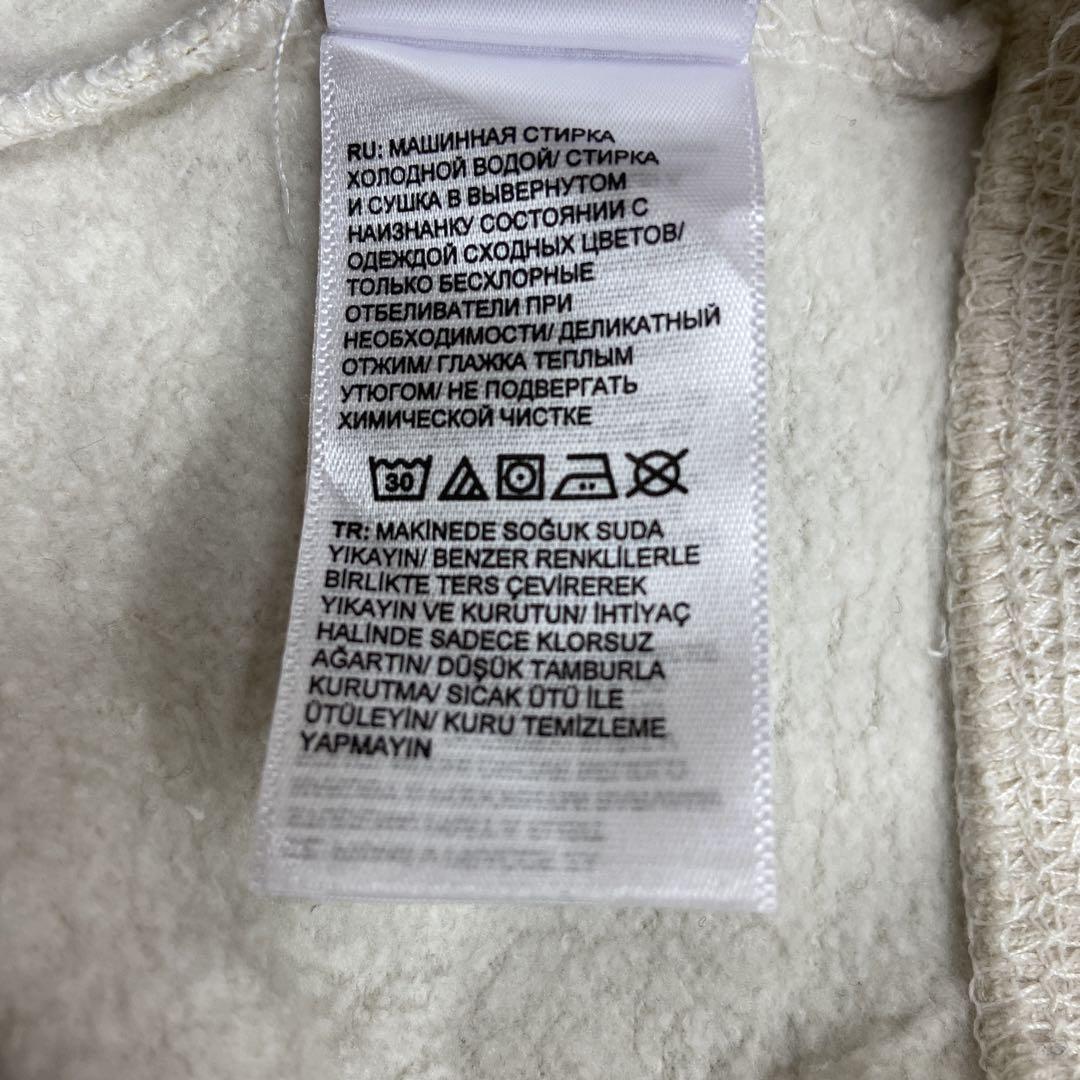 RU: МАШИННАЯ СТИРКА
ХОЛОДНОЙ ВОДОЙ/ СТИРКА
И СУШКА В ВЫВЕРНУТОМ
НАИЗНАНКУ СОСТОЯНИИ С
ОДЕЖДОЙ СХОДНЫХ ЦВЕТОВ/
ТОЛЬКО БЕСХЛОРНЫЕ
ОТБЕЛИВАТЕЛИ ПРИ
НЕОБХОДИМОСТИ/ ДЕЛИКАТНЫЙ
ОТЖИМ/ ГЛАЖКА ТЕПЛЫМ
УТЮГОМ/ НЕ ПОДВЕРГАТЬ
ХИМИЧЕСКОЙ ЧИСТКЕ
30
TR: MAKİNEDE SOĞUK SUDA
YIKAYIN/ BENZER RENKLİLERLE
BİRLİKTE TERS ÇEVİREREK
YIKAYIN VE KURUTUN/ İHTİYAÇ
HALİNDE SADECE KLORSUZ
AĞARTIN/ DÜŞÜK TAMBURLA
KURUTMA/ SICAK ÜTÜ İLE
ÜTÜLEYİN/ KURU TEMİZLEME
YAPMAYIN